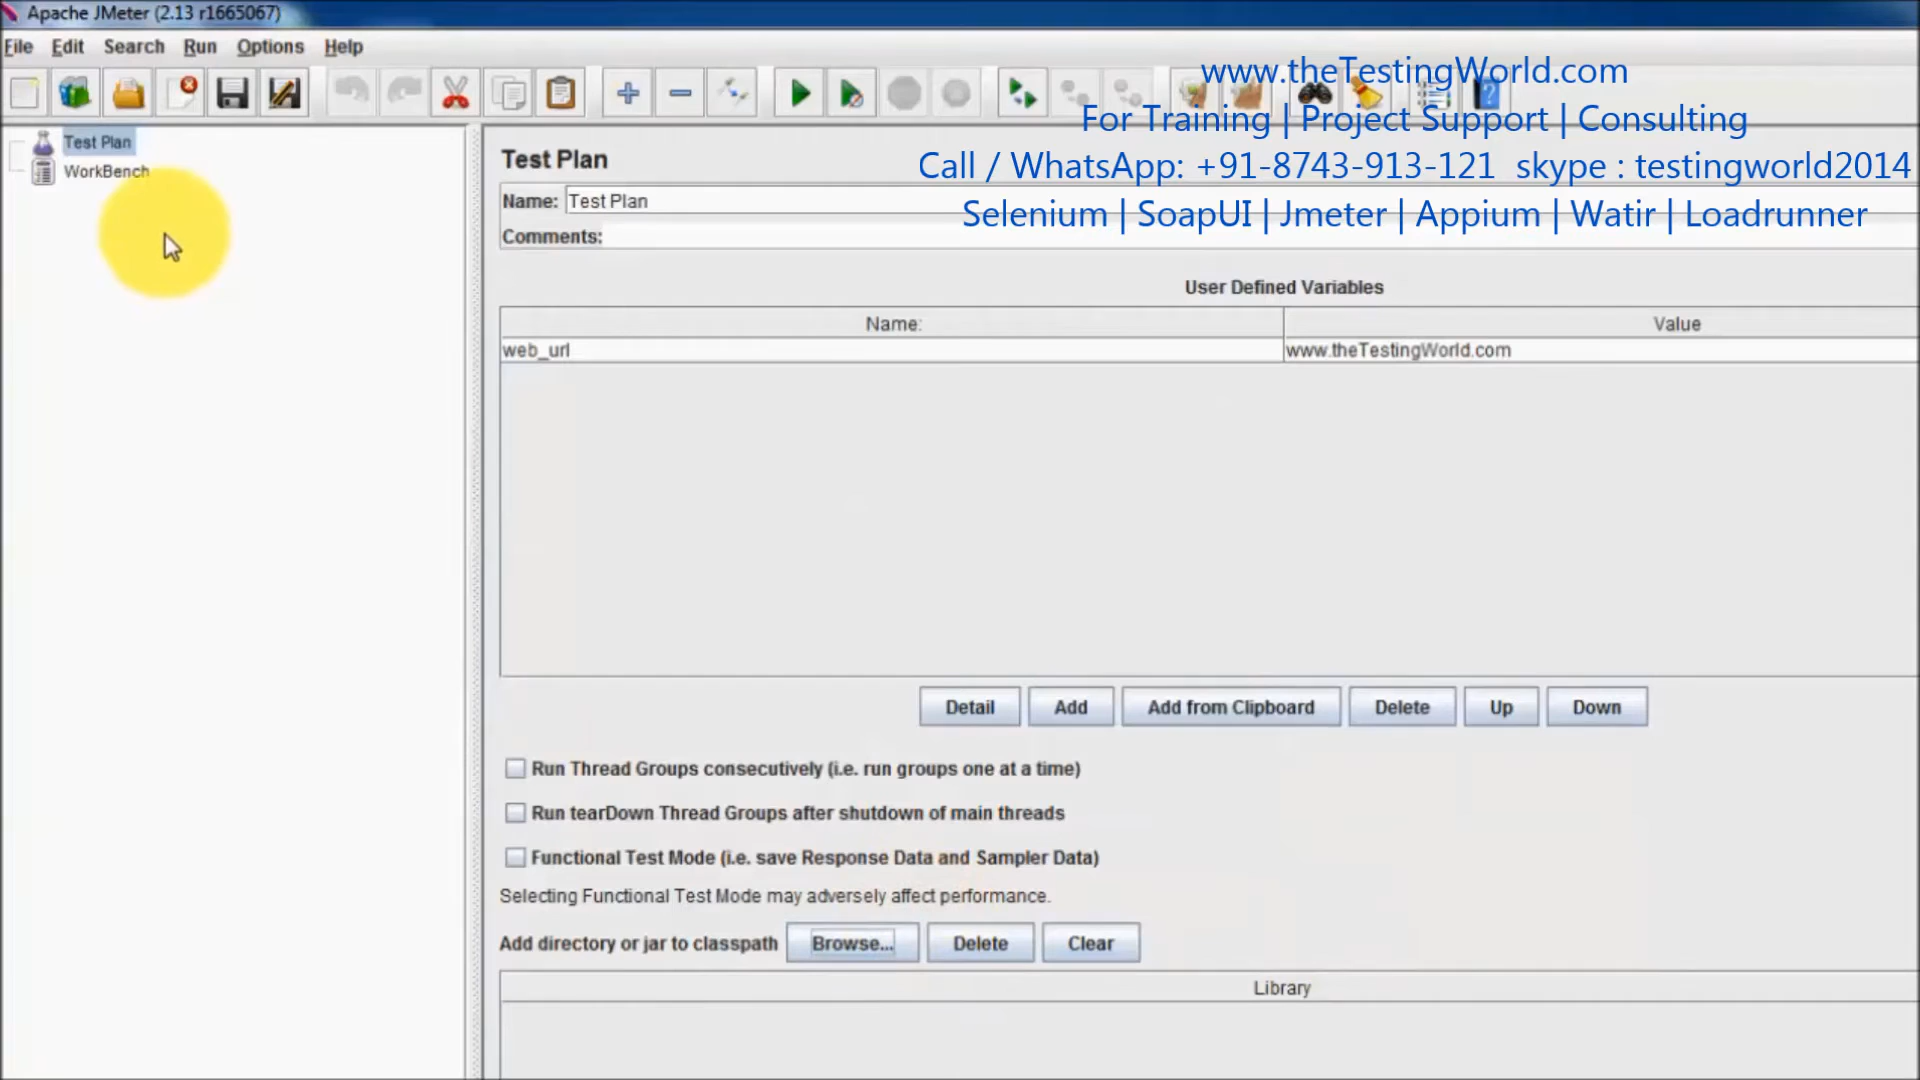 Apache JMeter (2.13 r1665067)
File Edit Search Run Options Help
www.theTestingWorld.com
For Training | Project Support | Consulting
Call / WhatsApp: +91-8743-913-121 skype : testingworld2014
Selenium | SoapUI | Jmeter | Appium | Watir | Loadrunner
Test Plan
WorkBench
Test Plan
Name: Test Plan
Comments:
User Defined Variables
Name: Value
web_url www.theTestingWorld.com
Detail Add Add from Clipboard Delete Up Down
Run Thread Groups consecutively (i.e. run groups one at a time)
Run tearDown Thread Groups after shutdown of main threads
Functional Test Mode (i.e. save Response Data and Sampler Data)
Selecting Functional Test Mode may adversely affect performance.
Add directory or jar to classpath Browse... Delete Clear
Library